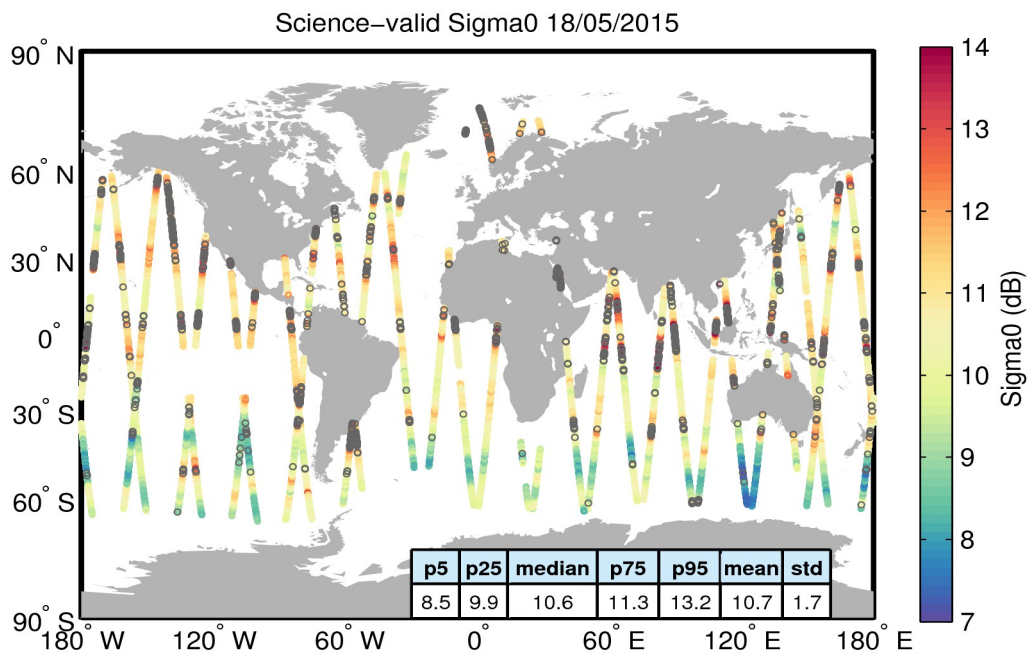 Science−valid Sigma0 18/05/2015
90° N
60° N
30° N
0°
30° S
60° S
90° S
180° W
120° W
60° W
0°
60° E
120° E
180° E
p5 p25 median p75 p95 mean std
8.5 9.9 10.6 11.3 13.2 10.7 1.7
14
13
12
11
10
9
8
7
Sigma0 (dB)